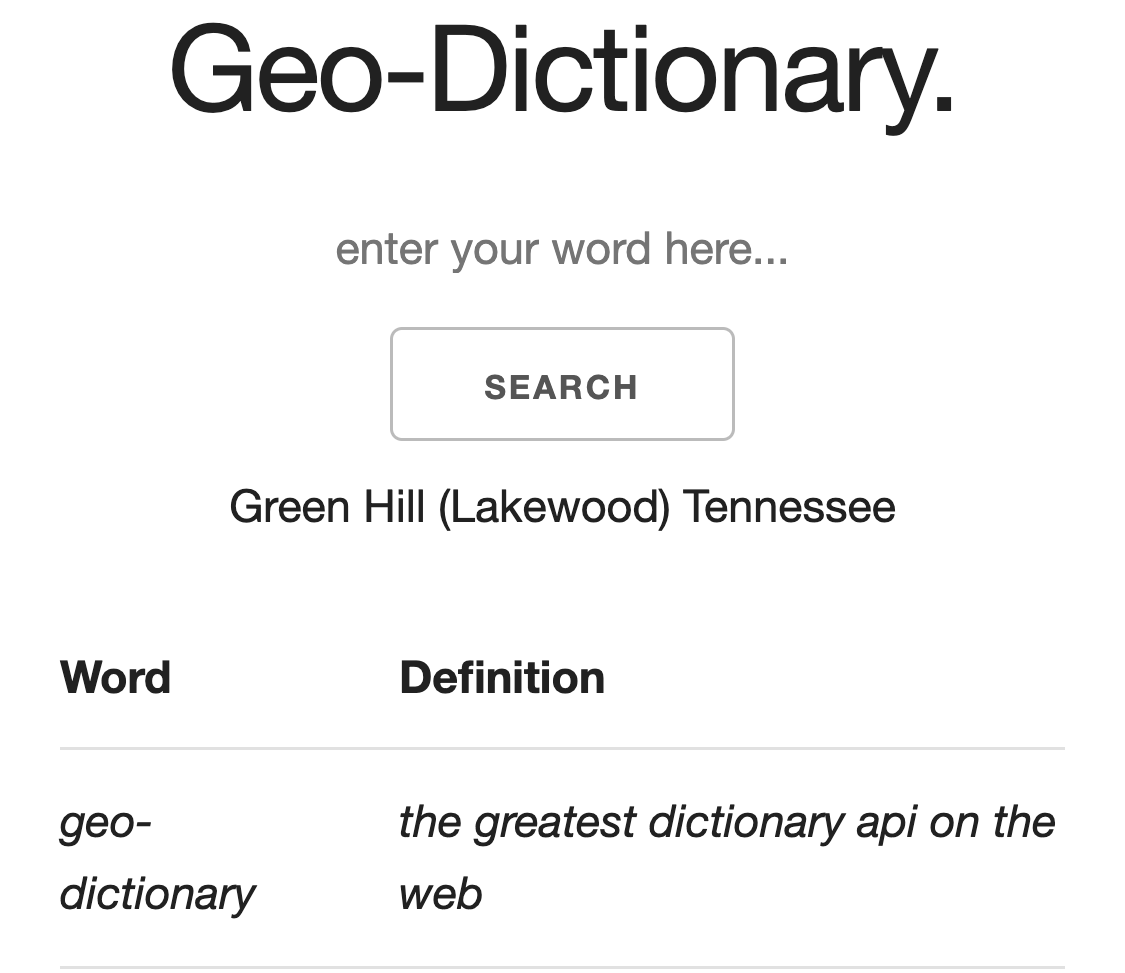 Geo-Dictionary.
enter your word here...
SEARCH
Green Hill (Lakewood) Tennessee
Word Definition
geo- the greatest dictionary api on the
dictionary web